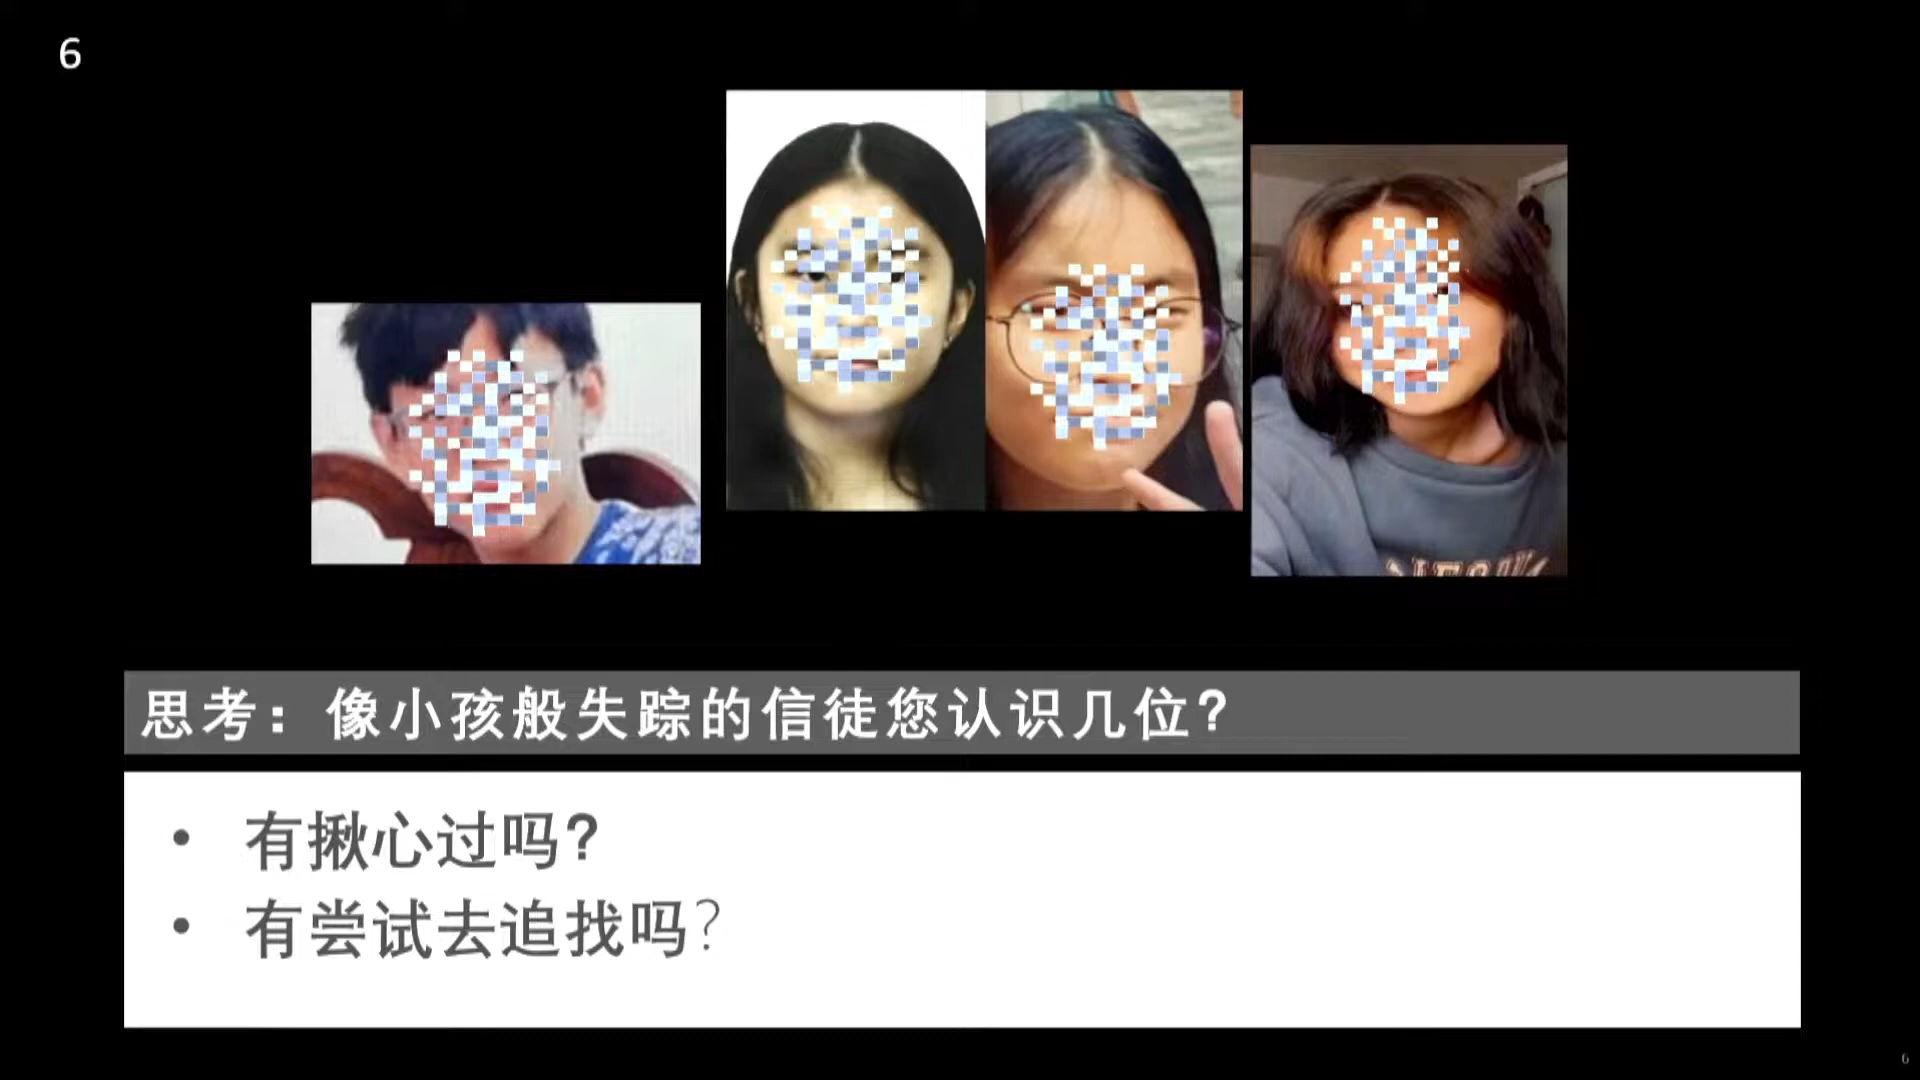 6
思考：像小孩般失踪的信徒您认识几位？
• 有揪心过吗？
• 有尝试去追找吗？
6